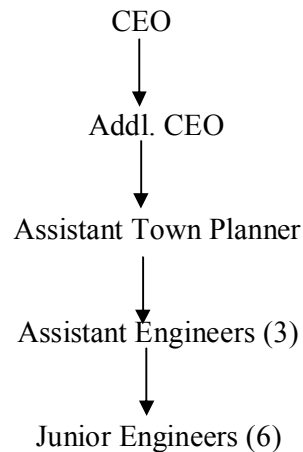 CEO
Addl. CEO
Assistant Town Planner
Assistant Engineers (3)
Junior Engineers (6)